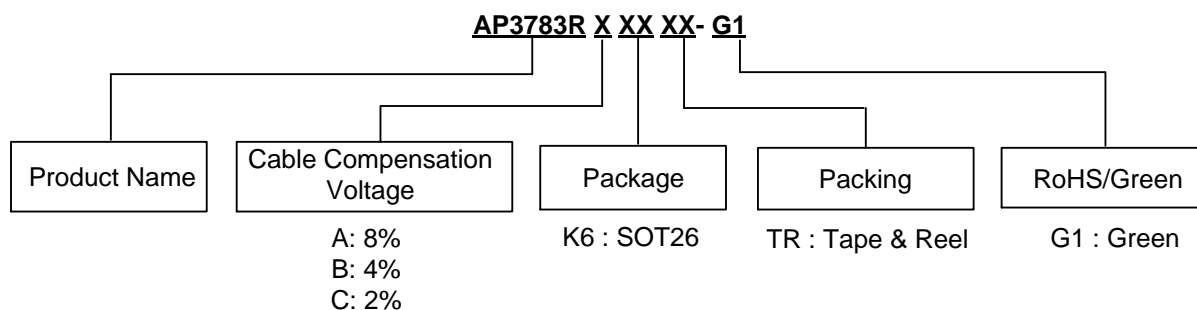 AP3783R X XX XX- G1
Product Name
Cable Compensation
Voltage
Package
Packing
RoHS/Green
A: 8%
B: 4%
C: 2%
K6 : SOT26
TR : Tape & Reel
G1 : Green